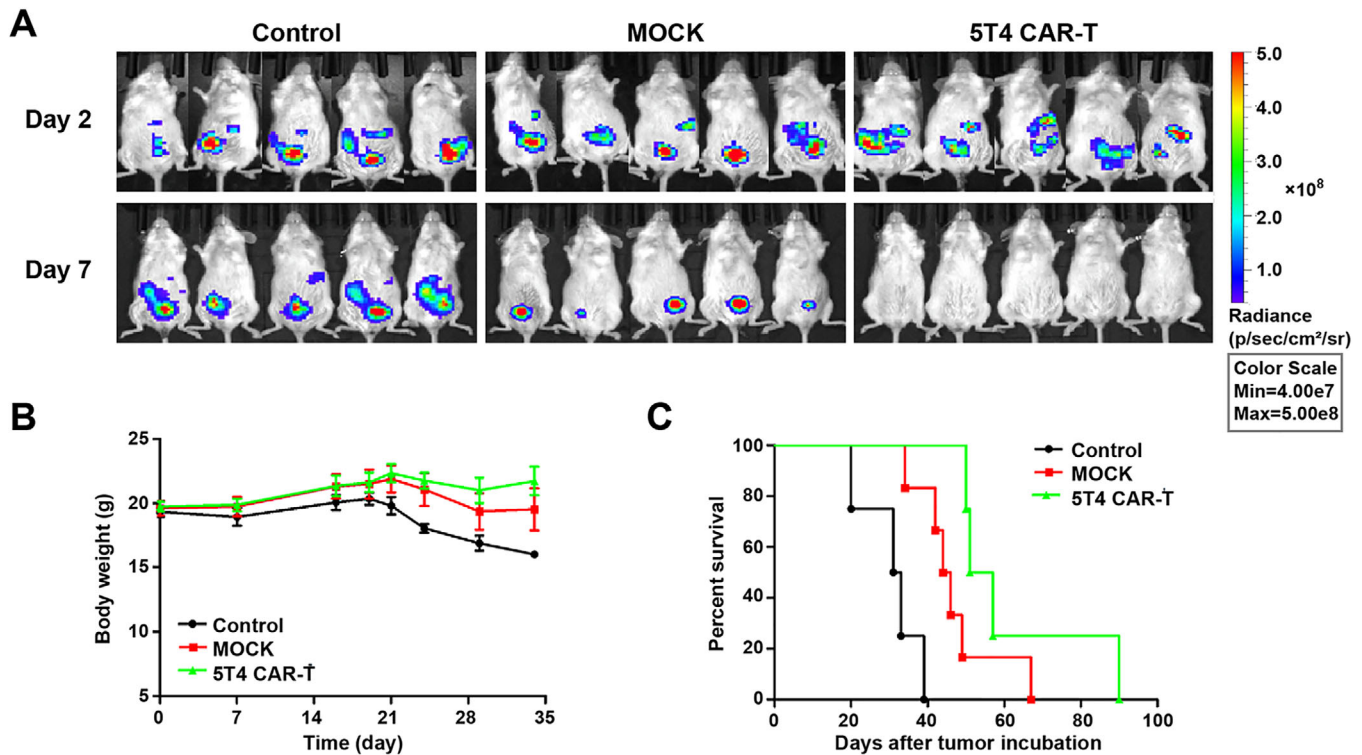 A
Control
MOCK
5T4 CAR-T
Day 2
Day 7
5.0
4.0
3.0
×10⁸
2.0
1.0
Radiance
(p/sec/cm²/sr)
Color Scale
Min=4.00e7
Max=5.00e8
B
25
20
15
10
5
Body weight (g)
Control
MOCK
5T4 CAR-T
0
7
14
21
28
35
Time (day)
C
100
80
60
40
20
0
Percent survival
Control
MOCK
5T4 CAR-T
0
20
40
60
80
100
Days after tumor incubation